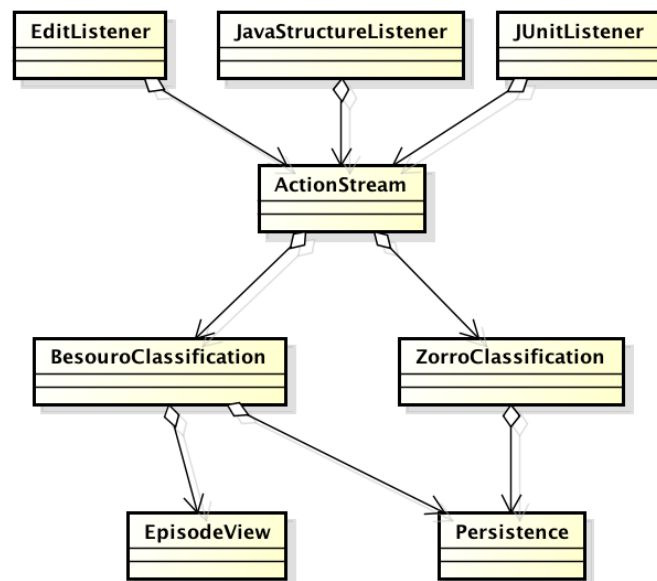 EditListener
JavaStructureListener
JUnitListener
ActionStream
BesouroClassification
ZorroClassification
EpisodeView
Persistence